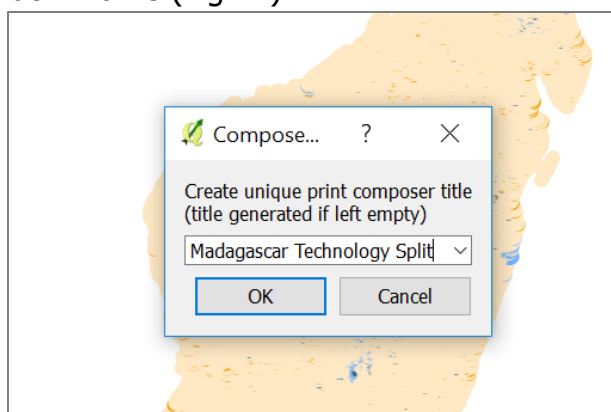 Compose...
?
Create unique print composer title
(title generated if left empty)
Madagascar Technology Split
OK
Cancel